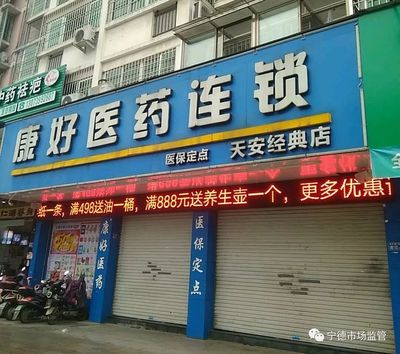 中药祛疤
康好医药连锁
医保定点 天安经典店
纸一条，满498送油一桶，满888元送养生壶一个，更多优惠
康好医药
医保定点
宁德市场监管